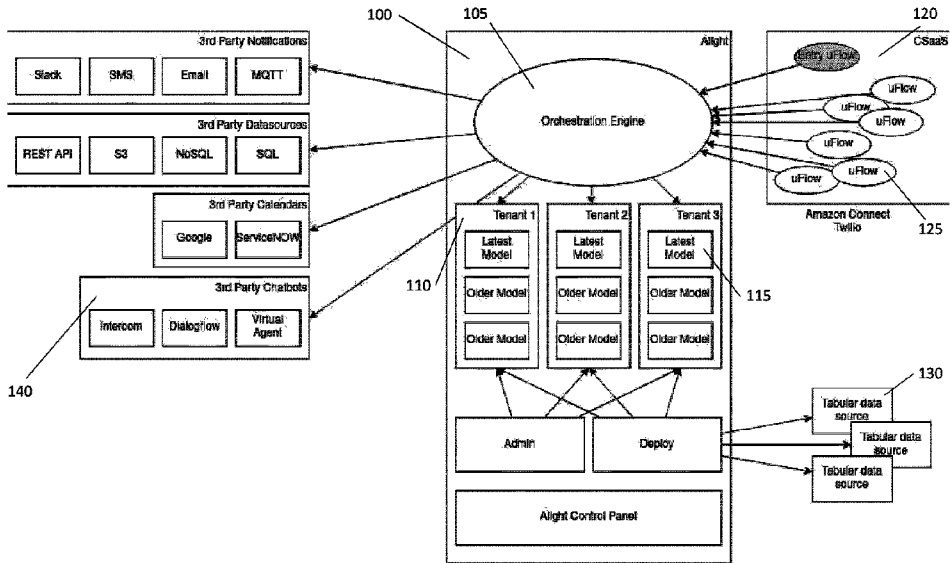 100
105
120
3rd Party Notifications
Slack
SMS
Email
MQTT
3rd Party Datasources
REST API
S3
NoSQL
SQL
3rd Party Calendars
Google
ServiceNOW
3rd Party Chatbots
Intercom
Dialogflow
Virtual
Agent
140
Alight
Orchestration Engine
Tenant 1
Latest
Model
Older Model
Older Model
Tenant 2
Latest
Model
Older Model
Older Model
Tenant 3
Latest
Model
Older Model
Older Model
110
115
Admin
Deploy
Alight Control Panel
CSaaS
Entry uFlow
uFlow
uFlow
uFlow
uFlow
uFlow
uFlow
Amazon Connect
Twilio
125
130
Tabular data
source
Tabular data
source
Tabular data
source